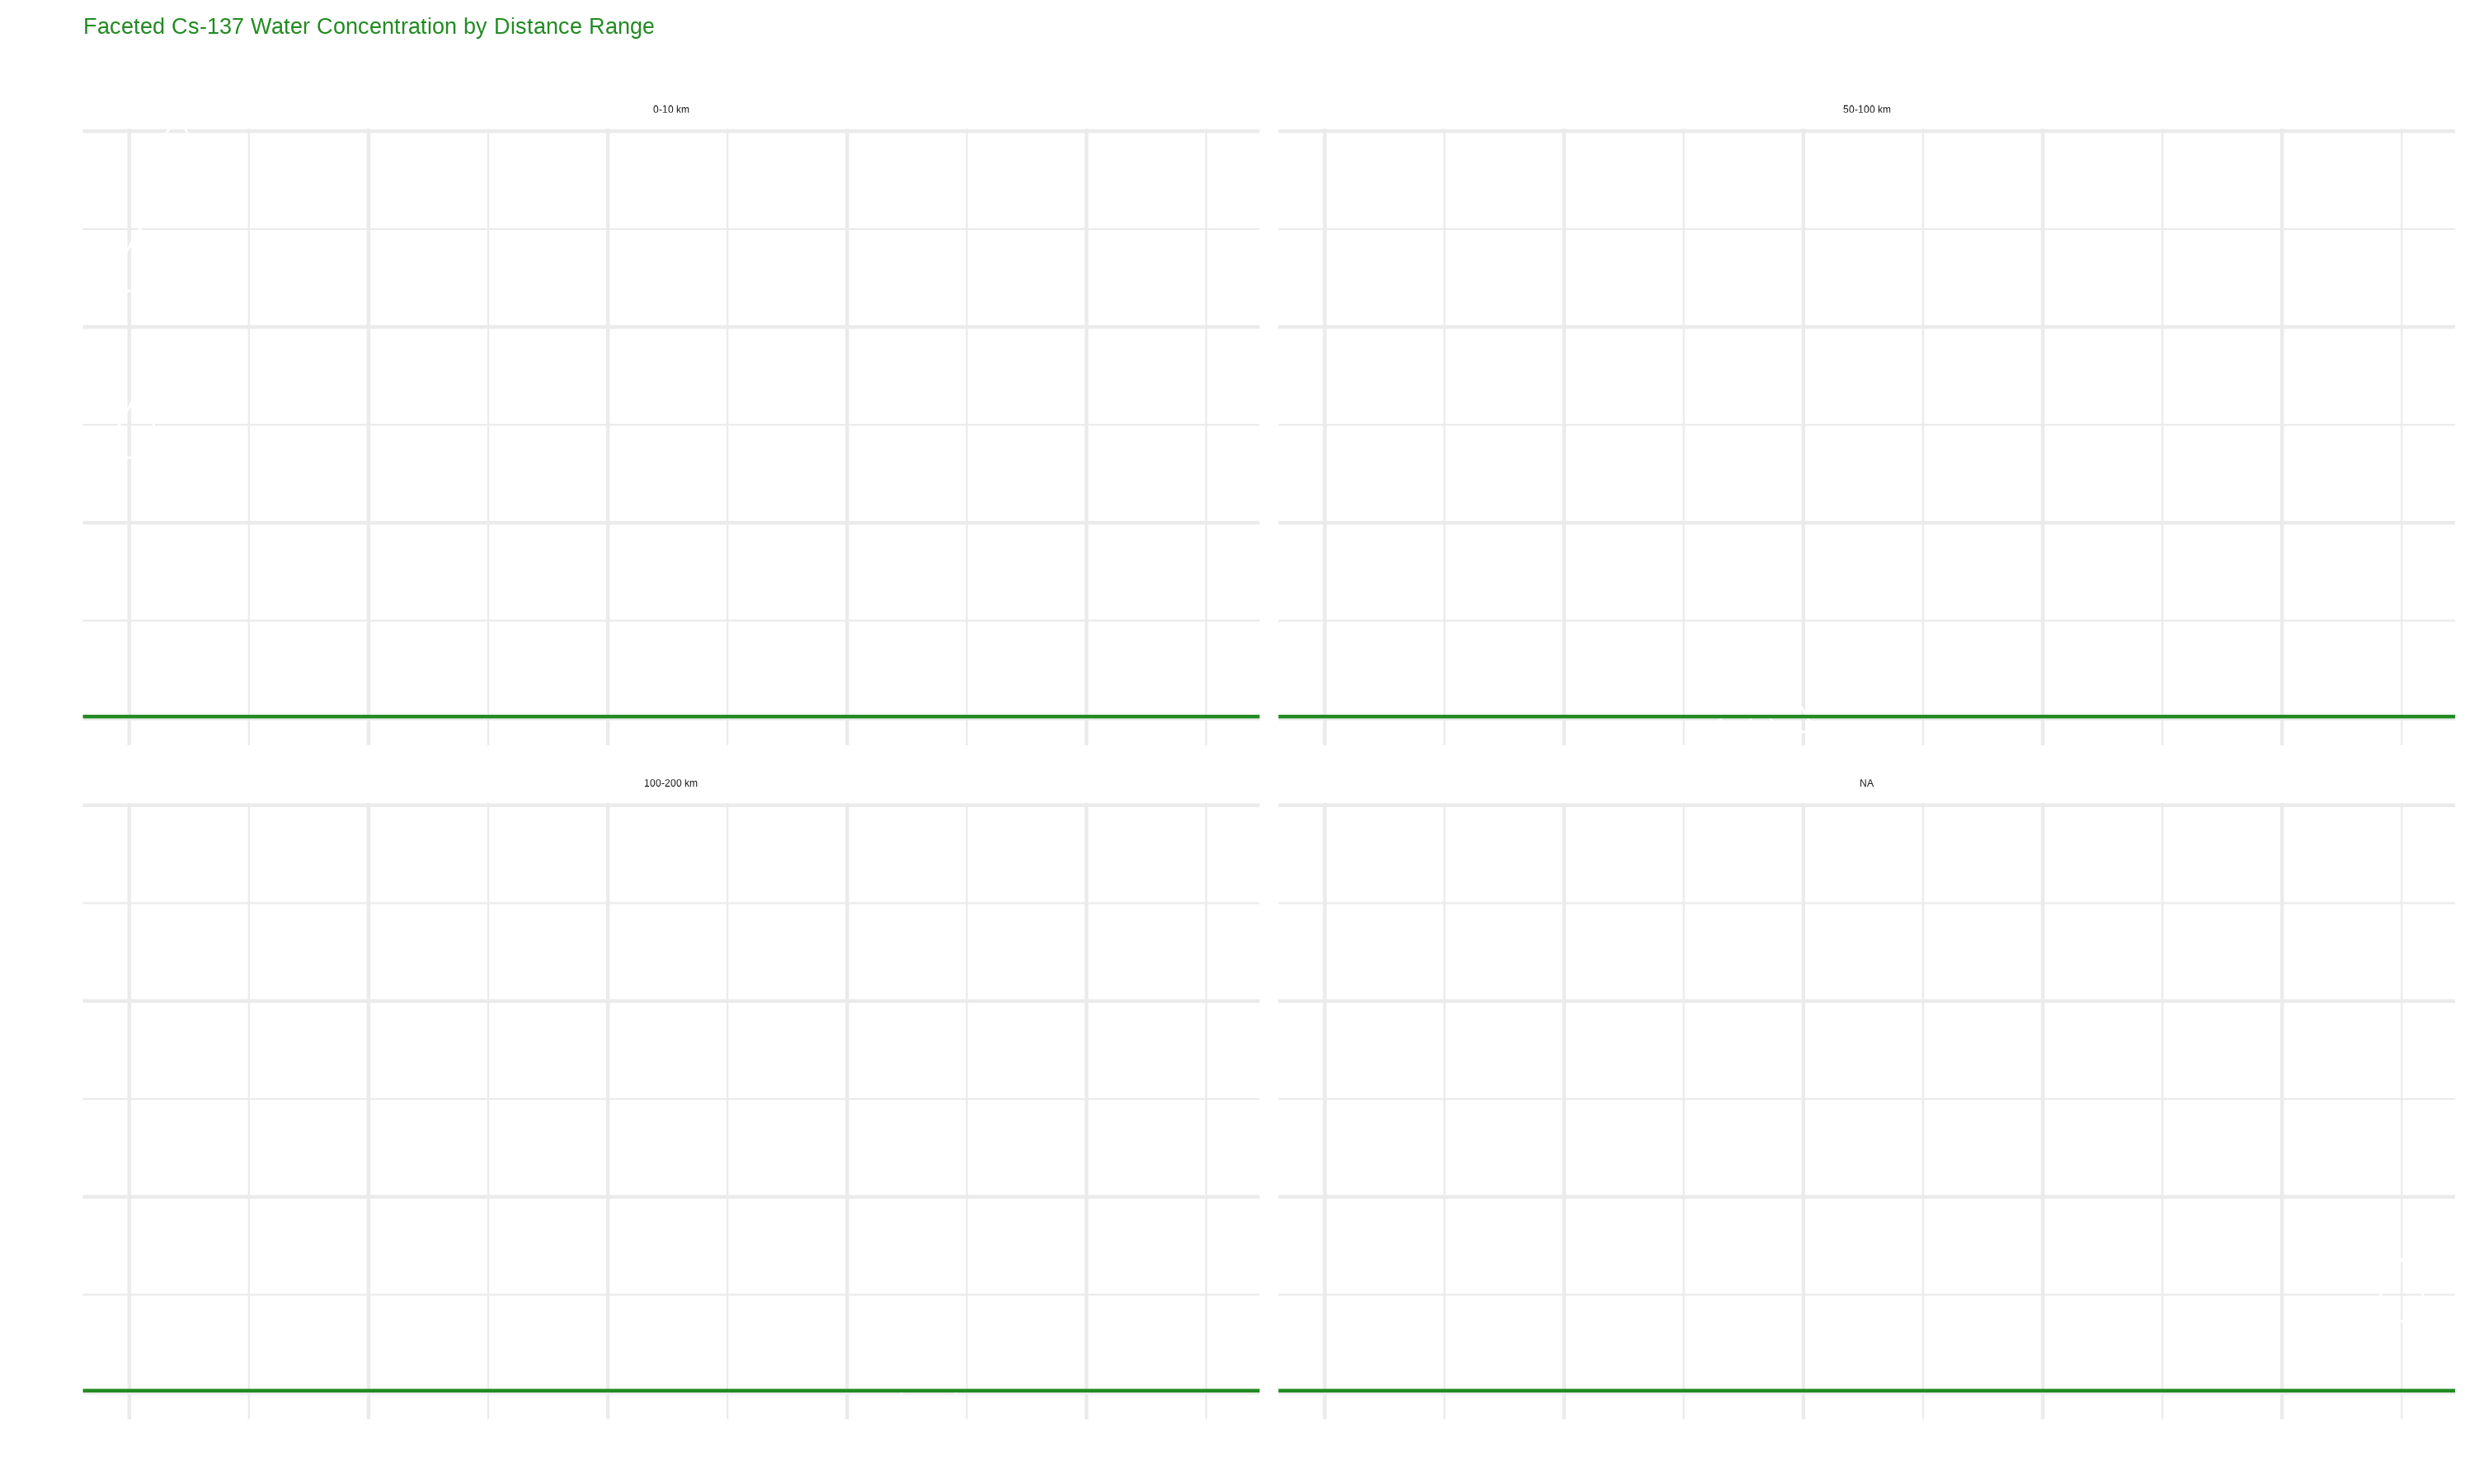 Faceted Cs-137 Water Concentration by Distance Range
0-10 km
50-100 km
100-200 km
NA